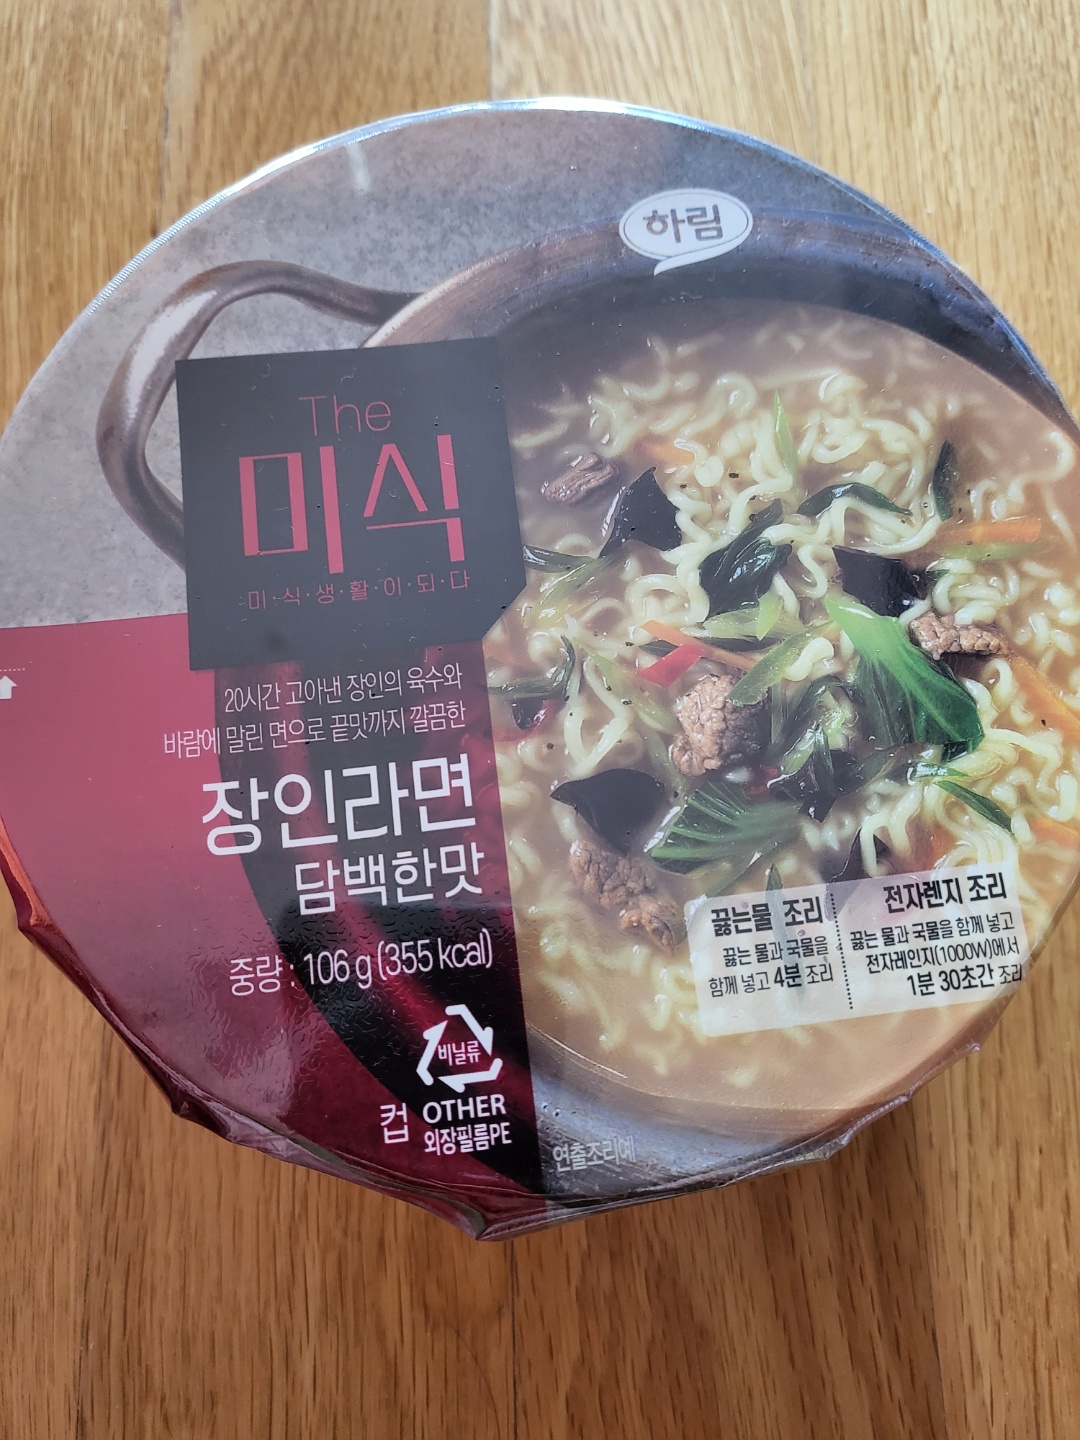 하림
The
미식
미·식·생·활·이·되·다
20시간 고아낸 장인의 육수와
바람에 말린 면으로 끝맛까지 깔끔한
장인라면
담백한맛
중량 : 106 g (355 kcal)
비닐류
컵 OTHER
외장필름PE
끓는물 조리
끓는 물과 국물을
함께 넣고 4분 조리
전자렌지 조리
끓는 물과 국물을 함께 넣고
전자레인지(1000W)에서
1분 30초간 조리
연출조리예